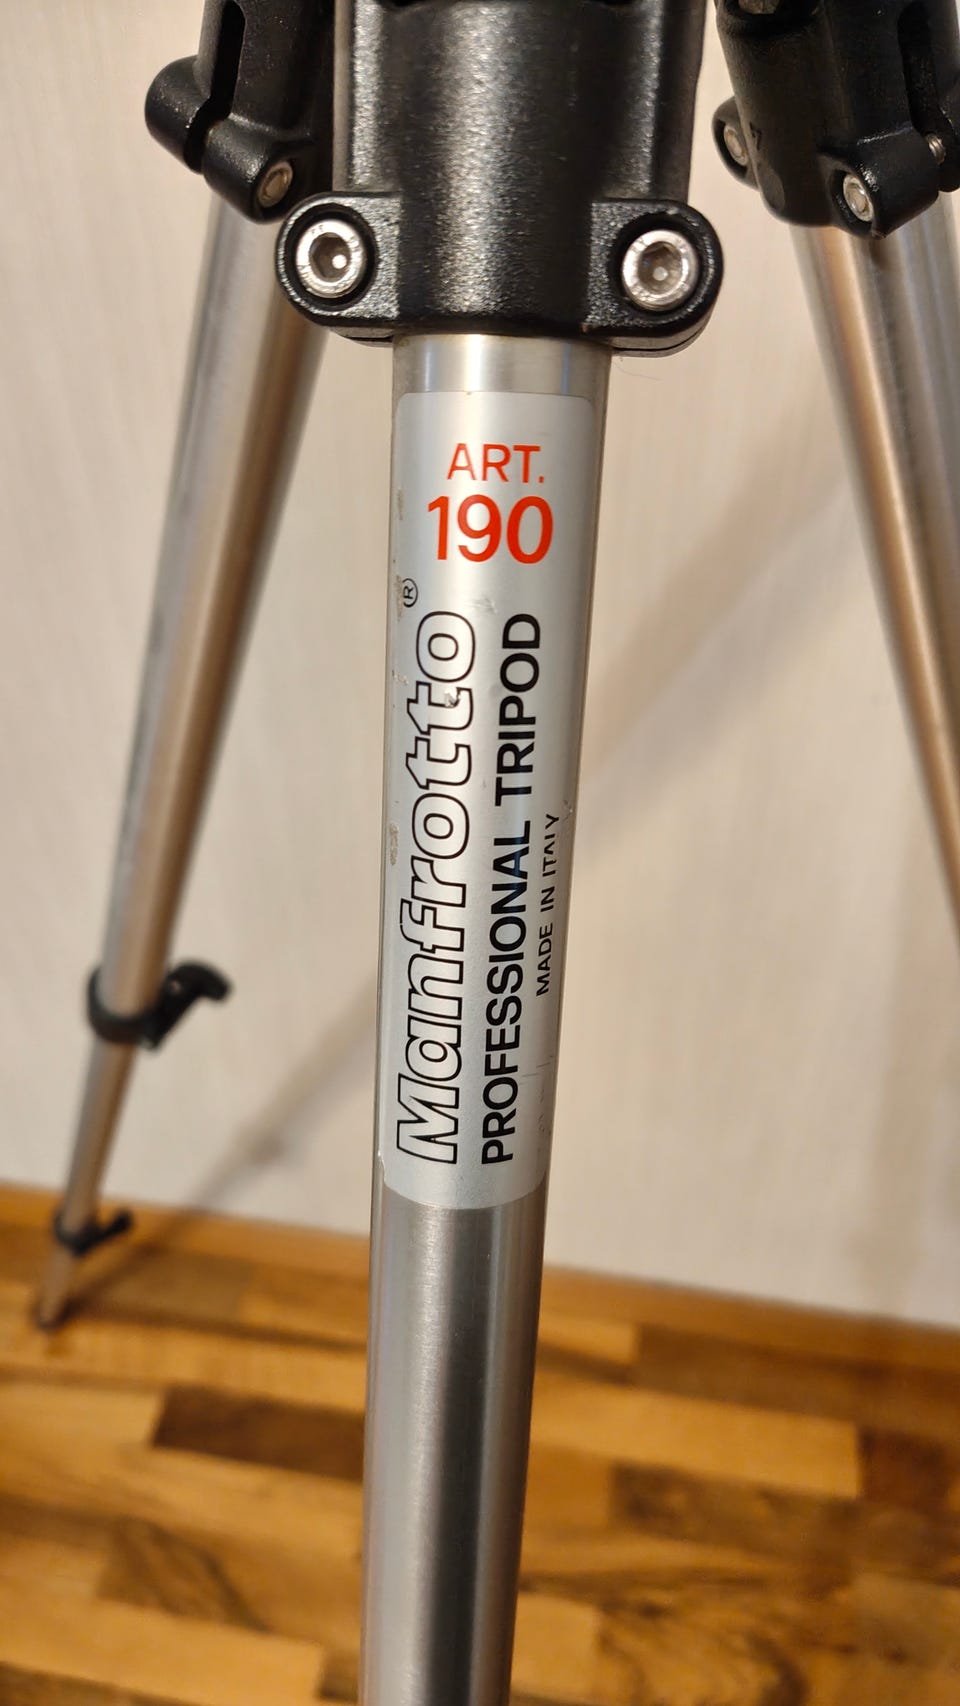 ART.
190
Manfrotto®
PROFESSIONAL TRIPOD
MADE IN ITALY